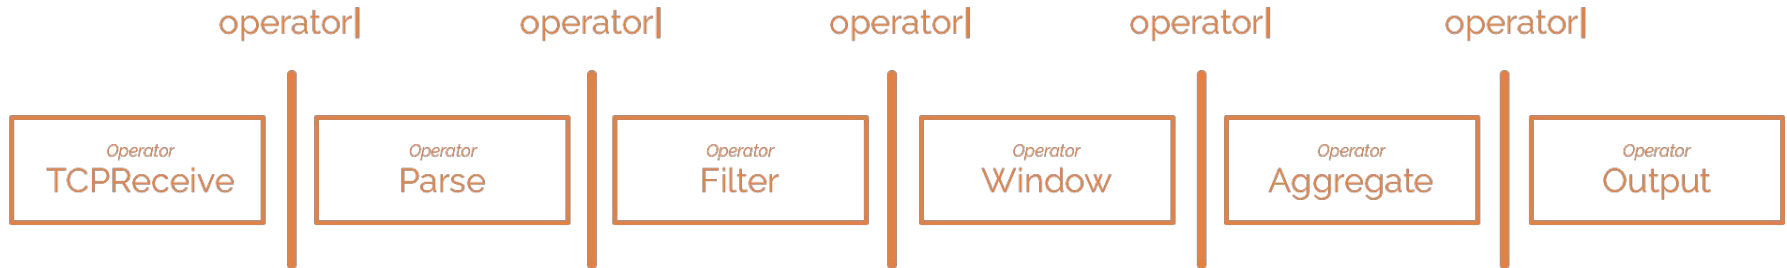 operator|
operator|
operator|
operator|
operator|
Operator
TCPReceive
Operator
Parse
Operator
Filter
Operator
Window
Operator
Aggregate
Operator
Output